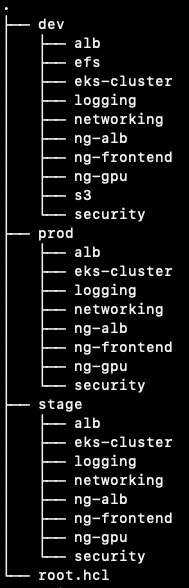 .
├── dev
│   ├── alb
│   ├── efs
│   ├── eks-cluster
│   ├── logging
│   ├── networking
│   ├── ng-alb
│   ├── ng-frontend
│   ├── ng-gpu
│   ├── s3
│   └── security
├── prod
│   ├── alb
│   ├── eks-cluster
│   ├── logging
│   ├── networking
│   ├── ng-alb
│   ├── ng-frontend
│   ├── ng-gpu
│   └── security
├── stage
│   ├── alb
│   ├── eks-cluster
│   ├── logging
│   ├── networking
│   ├── ng-alb
│   ├── ng-frontend
│   ├── ng-gpu
│   └── security
└── root.hcl